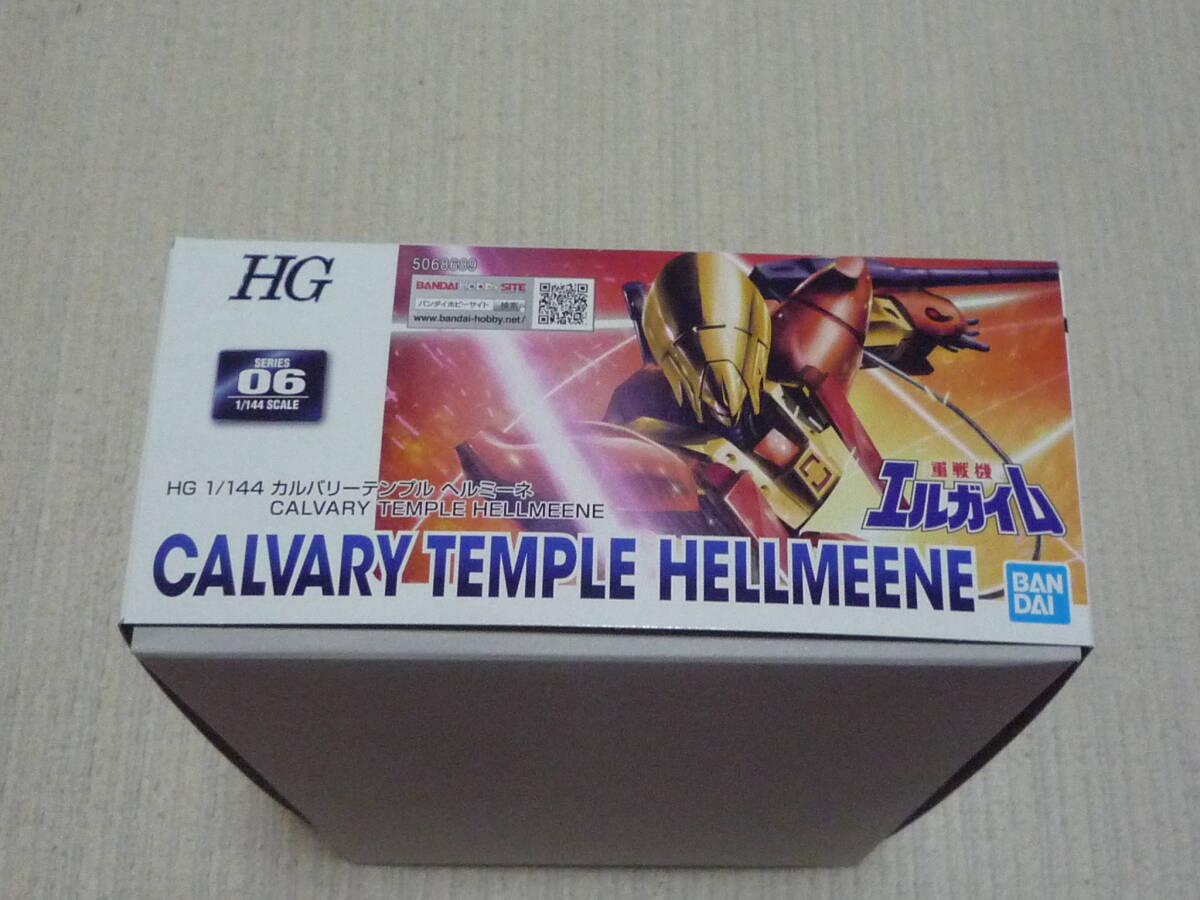 HG
SERIES
06
1/144 SCALE
5068689
BANDAI HOBBY SITE
バンダイホビーサイト 検索
www.bandai-hobby.net/
重戦機
エルガイム
HG 1/144 カルバリーテンプル ヘルミーネ
CALVARY TEMPLE HELLMEENE
CALVARY TEMPLE HELLMEENE
BAN
DAI